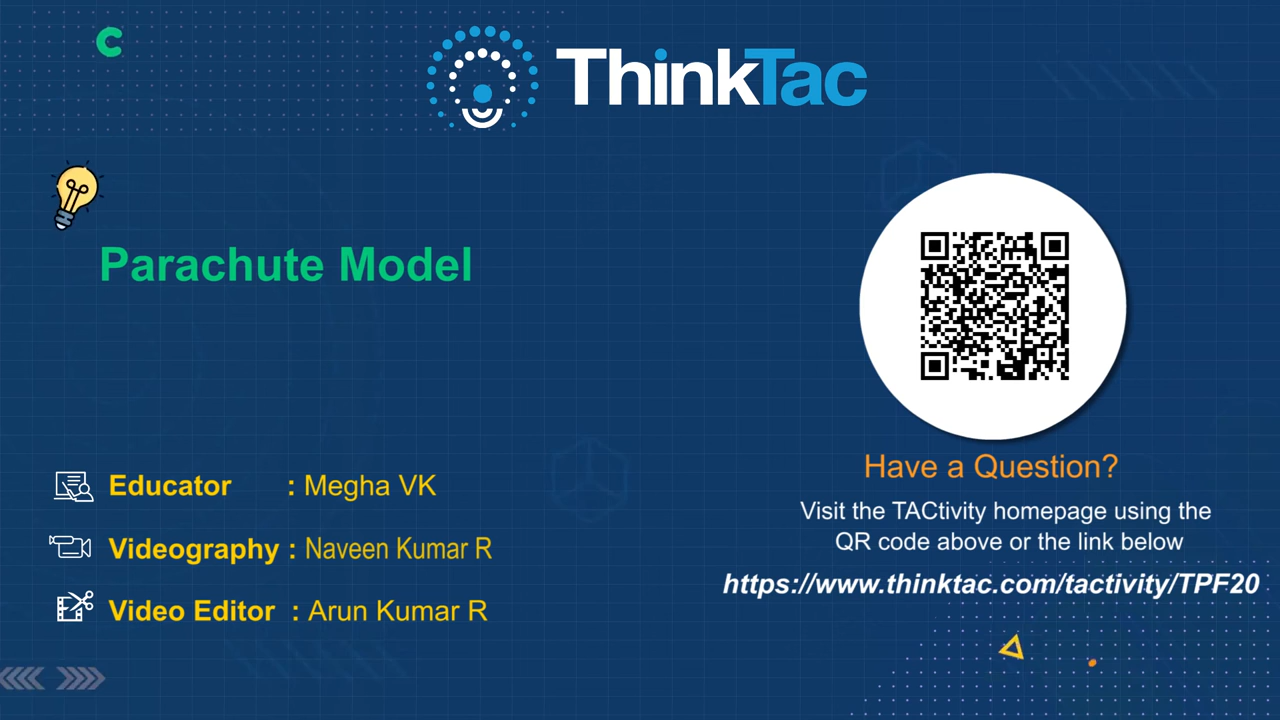 ThinkTac
Parachute Model
Educator : Megha VK
Videography : Naveen Kumar R
Video Editor : Arun Kumar R
Have a Question?
Visit the TACtivity homepage using the
QR code above or the link below
https://www.thinktac.com/tactivity/TPF20